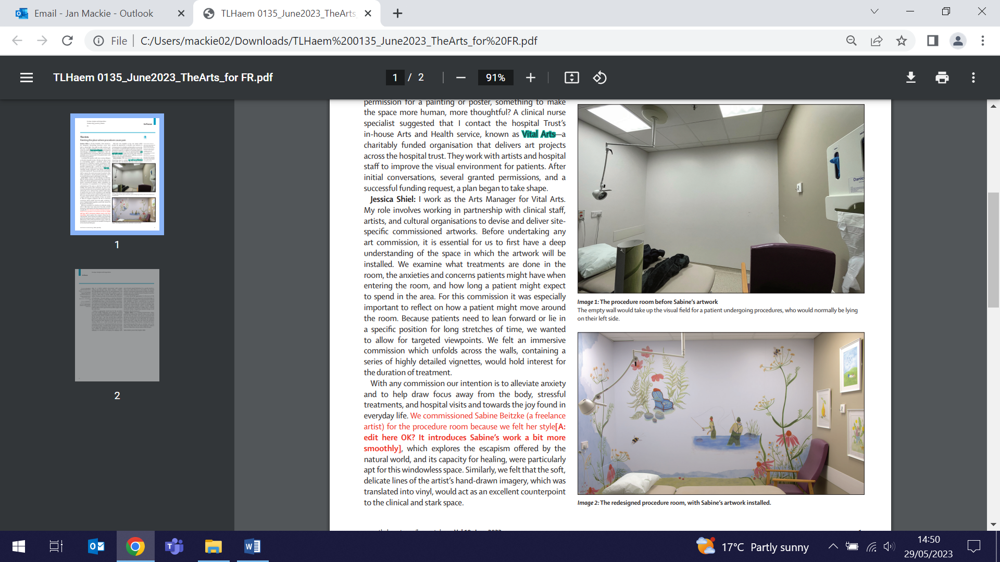 Email - Jan Mackie - Outlook
TLHaem 0135_June2023_TheArts_
File
C:/Users/mackie02/Downloads/TLHaem%200135_June2023_TheArts_for%20FR.pdf
TLHaem 0135_June2023_TheArts_for FR.pdf
1 / 2
91%
The Arts
In Focus
1
2
permission for a painting or poster, something to make
the space more human, more thoughtful? A clinical nurse
specialist suggested that I contact the hospital Trust’s
in-house Arts and Health service, known as Vital Arts—a
charitably funded organisation that delivers art projects
across the hospital trust. They work with artists and hospital
staff to improve the visual environment for patients. After
initial conversations, several granted permissions, and a
successful funding request, a plan began to take shape.
Jessica Shiel: I work as the Arts Manager for Vital Arts.
My role involves working in partnership with clinical staff,
artists, and cultural organisations to devise and deliver site-
specific commissioned artworks. Before undertaking any
art commission, it is essential for us to first have a deep
understanding of the space in which the artwork will be
installed. We examine what treatments are done in the
room, the anxieties and concerns patients might have when
entering the room, and how long a patient might expect
to spend in the area. For this commission it was especially
important to reflect on how a patient might move around
the room. Because patients need to lean forward or lie in
a specific position for long stretches of time, we wanted
to allow for targeted viewpoints. We felt an immersive
commission which unfolds across the walls, containing a
series of highly detailed vignettes, would hold interest for
the duration of treatment.
With any commission our intention is to alleviate anxiety
and to help draw focus away from the body, stressful
treatments, and hospital visits and towards the joy found in
everyday life. We commissioned Sabine Beitzke (a freelance
artist) for the procedure room because we felt her style[A:
edit here OK? It introduces Sabine’s work a bit more
smoothly], which explores the escapism offered by the
natural world, and its capacity for healing, were particularly
apt for this windowless space. Similarly, we felt that the soft,
delicate lines of the artist’s hand-drawn imagery, which was
translated into vinyl, would act as an excellent counterpoint
to the clinical and stark space.
Danic
Image 1: The procedure room before Sabine’s artwork
The empty wall would take up the visual field for a patient undergoing procedures, who would normally be lying
on their left side.
Image 2: The redesigned procedure room, with Sabine’s artwork installed.
17°C Partly sunny
14:50
29/05/2023